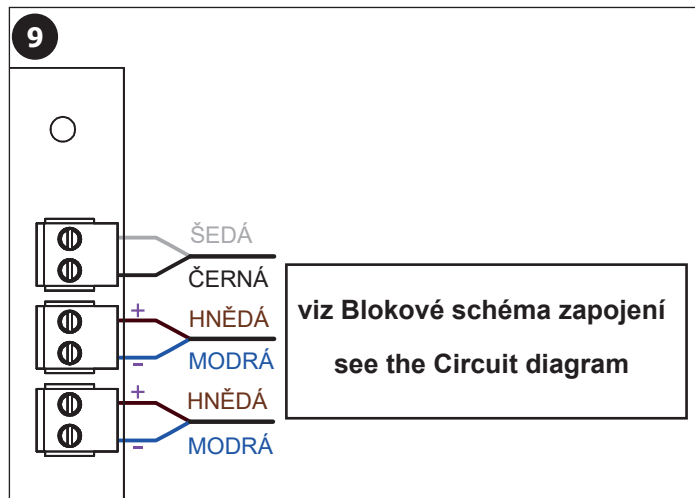 9
ŠEDÁ
ČERNÁ
+
HNĚDÁ
-
MODRÁ
+
HNĚDÁ
-
MODRÁ
viz Blokové schéma zapojení
see the Circuit diagram